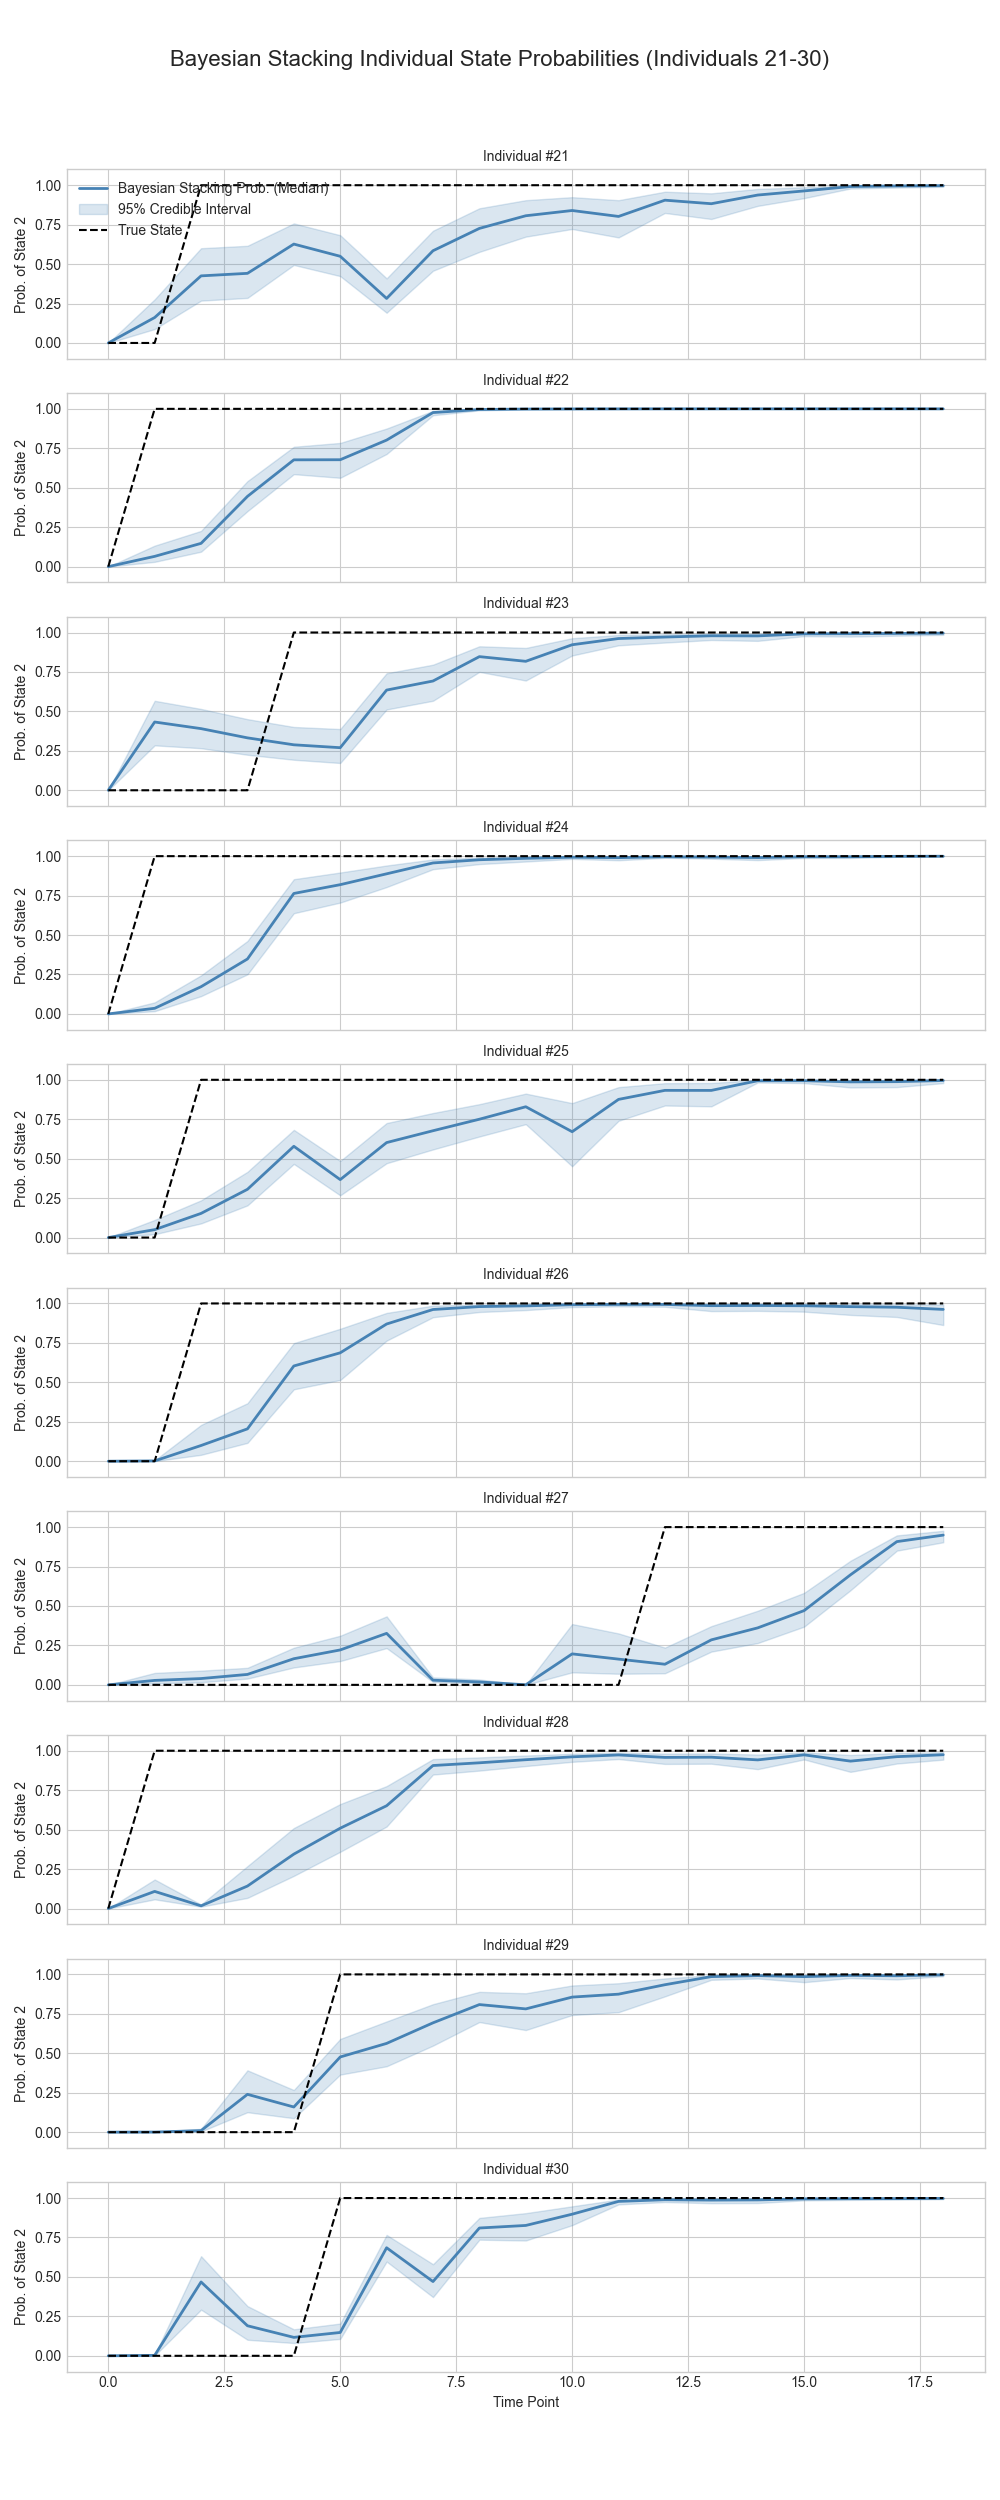 Bayesian Stacking Individual State Probabilities (Individuals 21-30)
Individual #21
Bayesian Stacking Prob. (Median)
95% Credible Interval
True State
1.00
0.75
0.50
0.25
0.00
Prob. of State 2
Individual #22
1.00
0.75
0.50
0.25
0.00
Prob. of State 2
Individual #23
1.00
0.75
0.50
0.25
0.00
Prob. of State 2
Individual #24
1.00
0.75
0.50
0.25
0.00
Prob. of State 2
Individual #25
1.00
0.75
0.50
0.25
0.00
Prob. of State 2
Individual #26
1.00
0.75
0.50
0.25
0.00
Prob. of State 2
Individual #27
1.00
0.75
0.50
0.25
0.00
Prob. of State 2
Individual #28
1.00
0.75
0.50
0.25
0.00
Prob. of State 2
Individual #29
1.00
0.75
0.50
0.25
0.00
Prob. of State 2
Individual #30
1.00
0.75
0.50
0.25
0.00
Prob. of State 2
0.0 2.5 5.0 7.5 10.0 12.5 15.0 17.5
Time Point